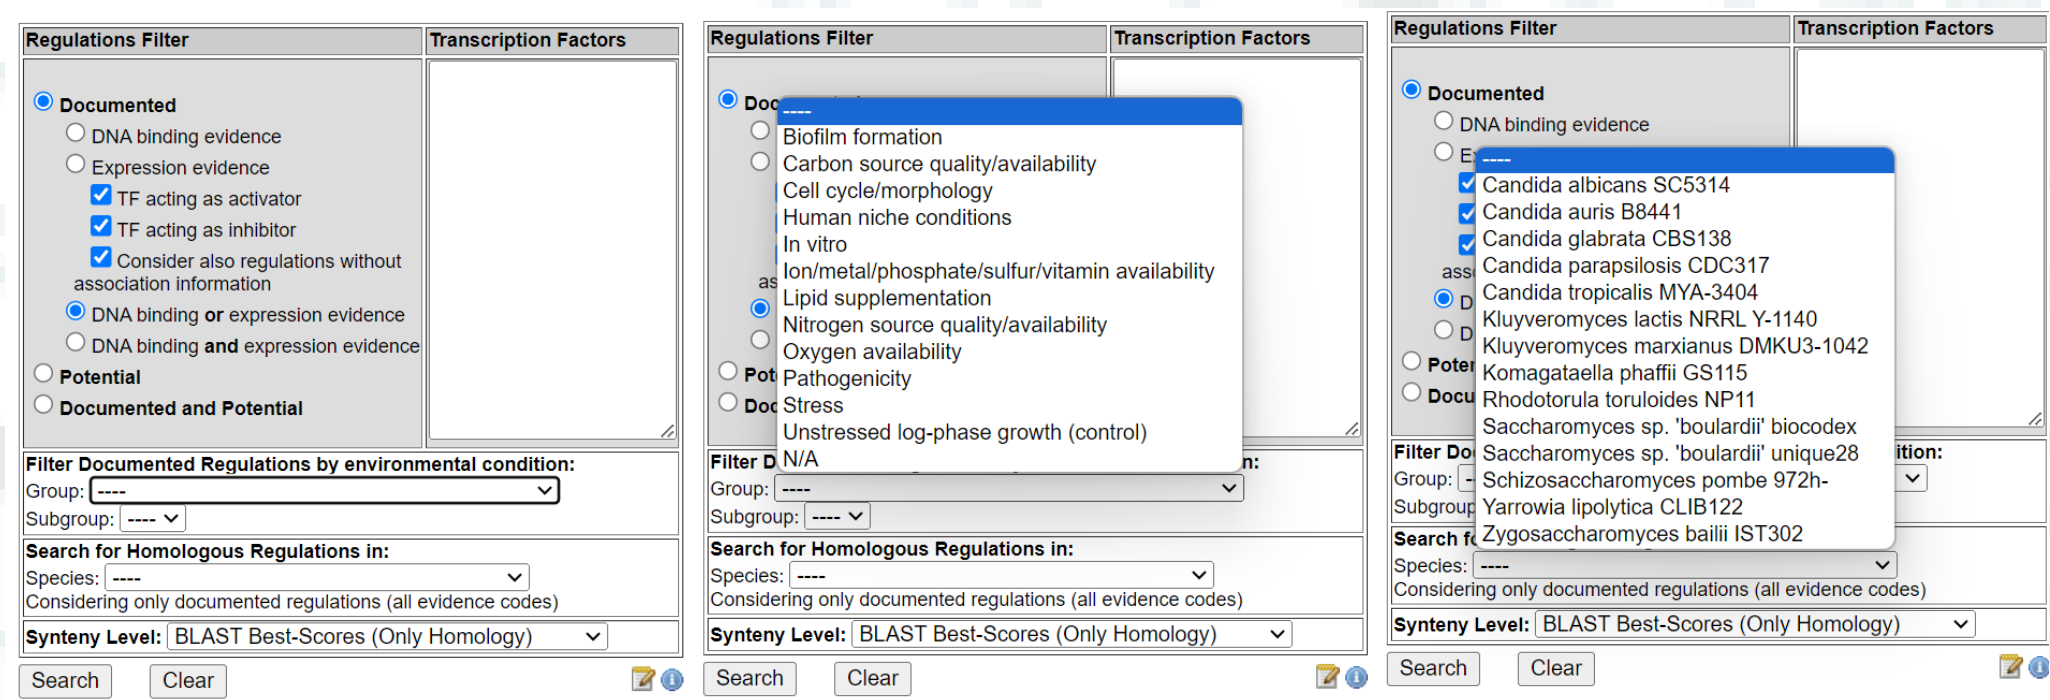 Regulations Filter
Transcription Factors
Documented
DNA binding evidence
Expression evidence
TF acting as activator
TF acting as inhibitor
Consider also regulations without
association information
DNA binding or expression evidence
DNA binding and expression evidence
Potential
Documented and Potential
Filter Documented Regulations by environmental condition:
Group: ----
Subgroup: ----
Search for Homologous Regulations in:
Species: ----
Considering only documented regulations (all evidence codes)
Synteny Level: BLAST Best-Scores (Only Homology)
Search Clear
Regulations Filter
Transcription Factors
----
Biofilm formation
Carbon source quality/availability
Cell cycle/morphology
Human niche conditions
In vitro
Ion/metal/phosphate/sulfur/vitamin availability
Lipid supplementation
Nitrogen source quality/availability
Oxygen availability
Pathogenicity
Stress
Unstressed log-phase growth (control)
N/A
Group: ----
Subgroup: ----
Search for Homologous Regulations in:
Species: ----
Considering only documented regulations (all evidence codes)
Synteny Level: BLAST Best-Scores (Only Homology)
Search Clear
Regulations Filter
Transcription Factors
Documented
DNA binding evidence
----
Candida albicans SC5314
Candida auris B8441
Candida glabrata CBS138
Candida parapsilosis CDC317
Candida tropicalis MYA-3404
Kluyveromyces lactis NRRL Y-1140
Kluyveromyces marxianus DMKU3-1042
Komagataella phaffii GS115
Rhodotorula toruloides NP11
Saccharomyces sp. 'boulardii' biocodex
Saccharomyces sp. 'boulardii' unique28
Schizosaccharomyces pombe 972h-
Yarrowia lipolytica CLIB122
Zygosaccharomyces bailii IST302
Group:
Species: ----
Considering only documented regulations (all evidence codes)
Synteny Level: BLAST Best-Scores (Only Homology)
Search Clear